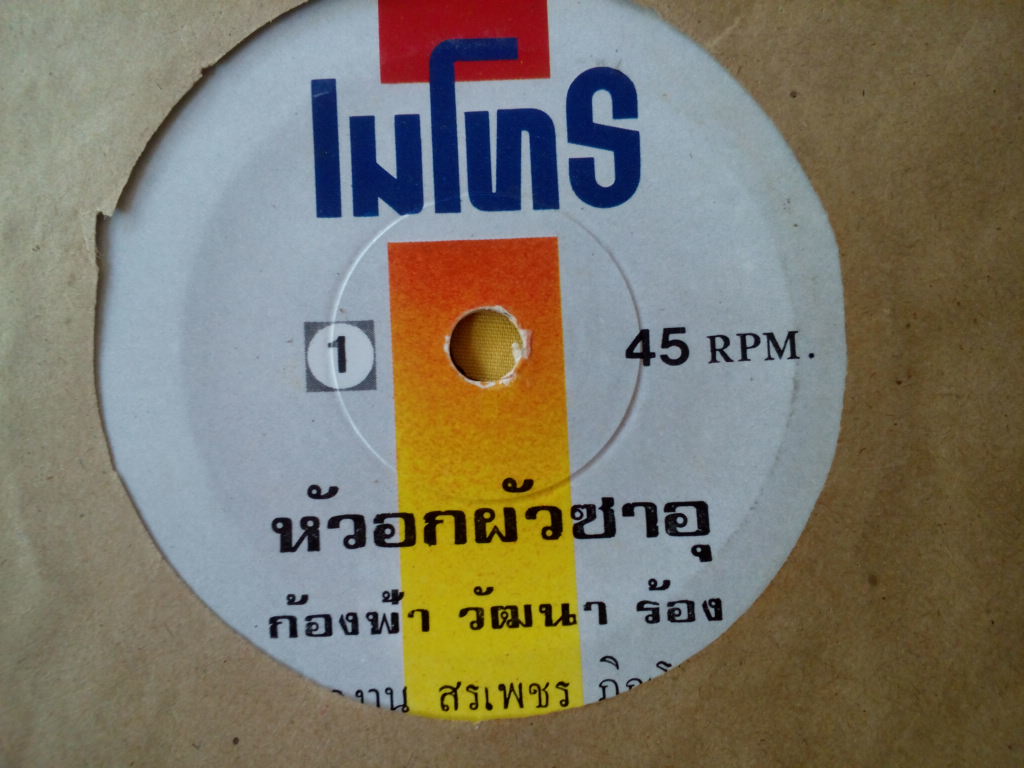 เมโทร
1
45 RPM.
หัวอกผัวซาอุ
ก้องฟ้า วัฒนา ร้อง
สรเพชร